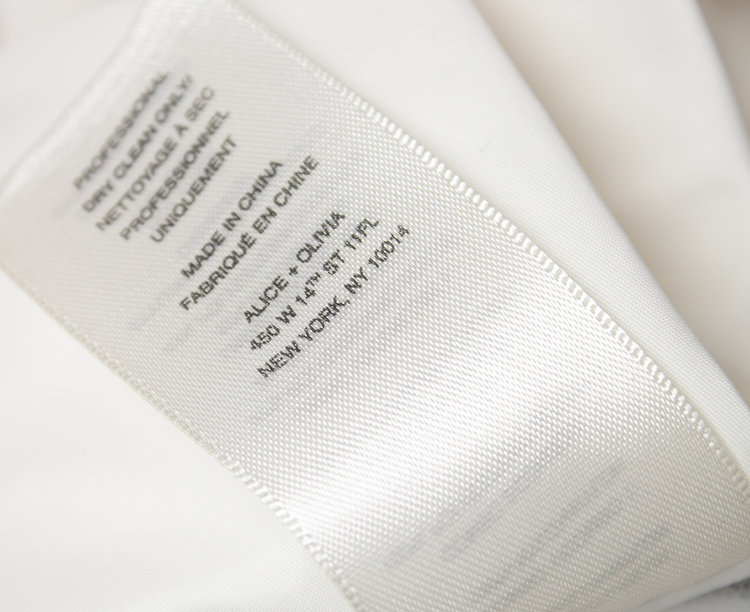 PROFESSIONAL
DRY CLEAN ONLY/
NETTOYAGE À SEC
PROFESSIONNEL
UNIQUEMENT
MADE IN CHINA
FABRIQUÉ EN CHINE
ALICE + OLIVIA
450 W 14TH ST 11FL
NEW YORK, NY 10014